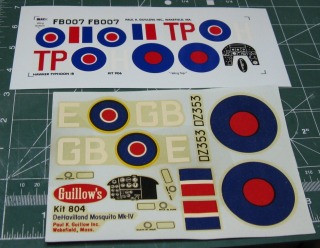 FB007 FB007
PAUL K. GUILLOW INC., WAKEFIELD, MA.
TP
TP
HAWKER TYPHOON IB
KIT 906
E GB
DZ353
DZ353
GB E
Guillow's
Kit 804
DeHavilland Mosquito Mk-IV
Paul K. Guillow Inc.
Wakefield, Mass.